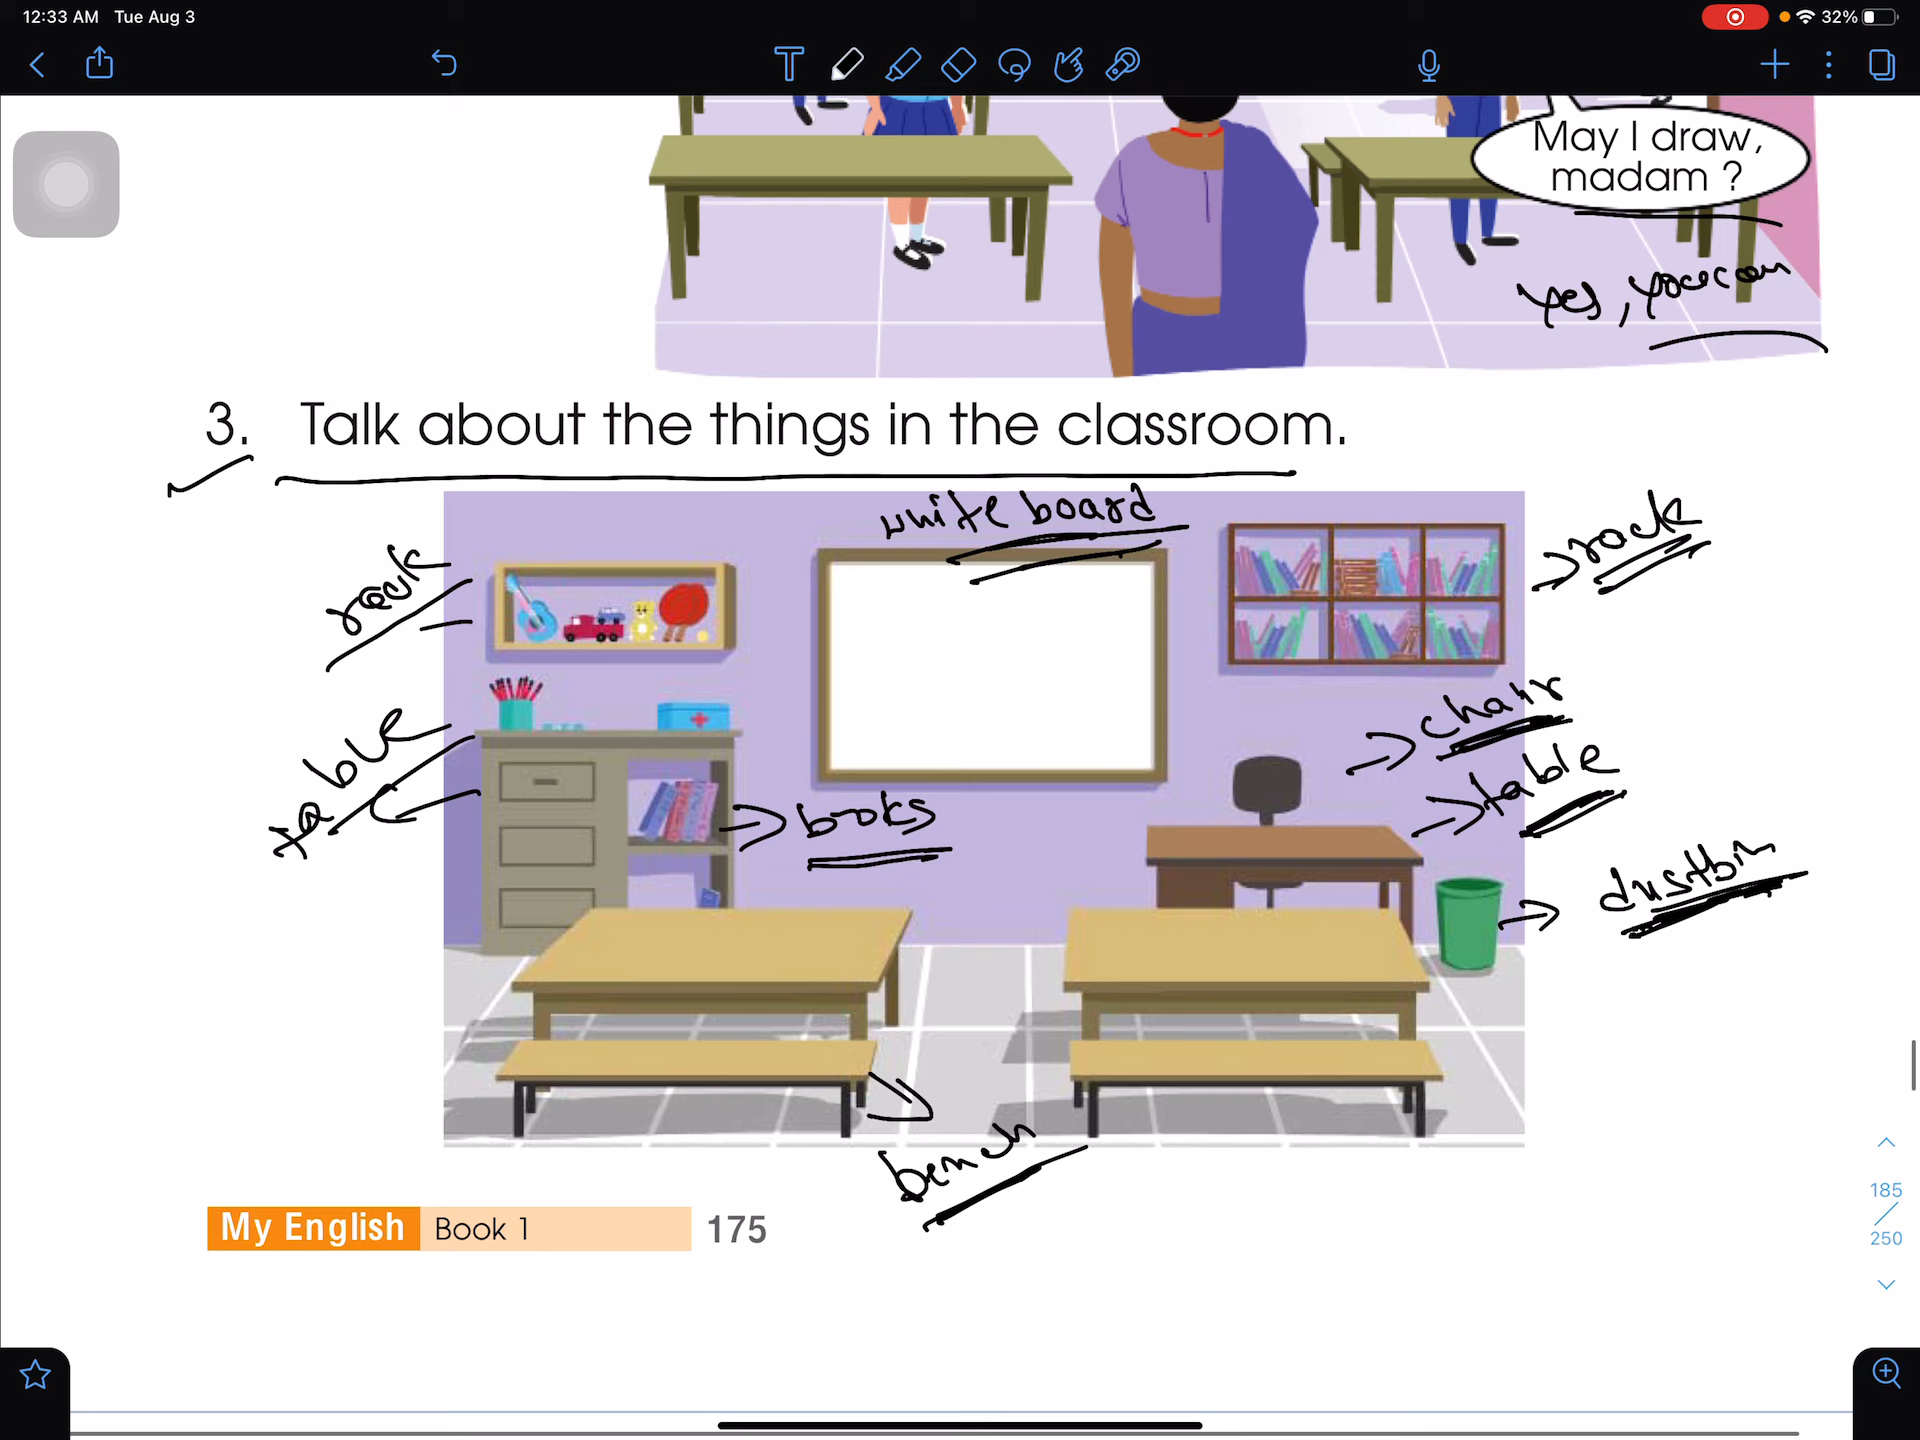 12:33 AM Tue Aug 3
32%
T
May I draw,
madam ?
yes, you can
3. Talk about the things in the classroom.
white board
rack
rack
chair
table
table
books
dustbin
bench
185
250
My English Book 1 175